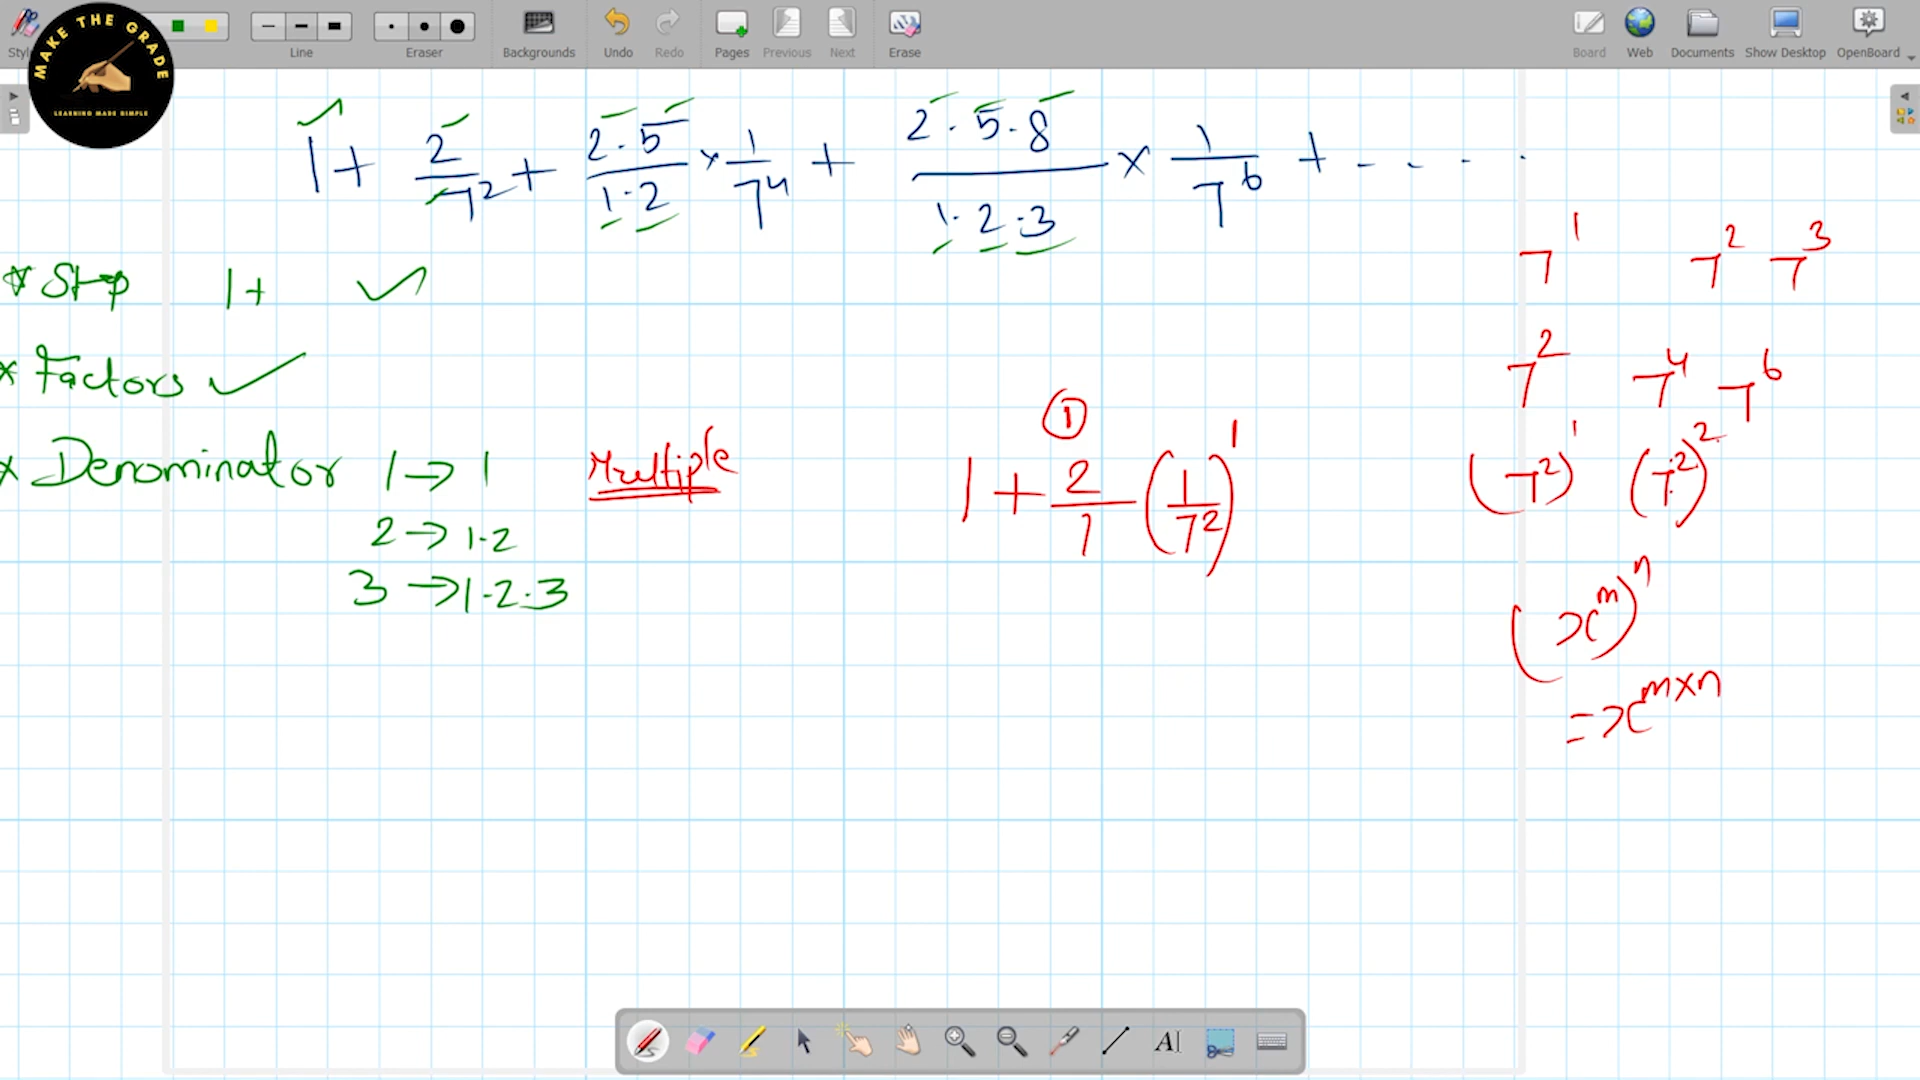 Style Line Eraser Backgrounds Undo Redo Pages Previous Next Erase Board Web Documents Show Desktop OpenBoard
MAKE THE GRADE
LEARNING MADE SIMPLE
1 + 2/7² + 2·5/1·2 × 1/7⁴ + 2·5·8/1·2·3 × 1/7⁶ + - - - ·
* Step 1+ ✓
* Factors ✓
* Denominator 1 → 1
2 → 1·2
3 → 1·2·3
Multiple
①
1 + 2/1 (1/7²)¹
7¹ 7² 7³
7² 7⁴ 7⁶
(7²)¹ (7²)²
(x^m)^n
= x^m×n
AI